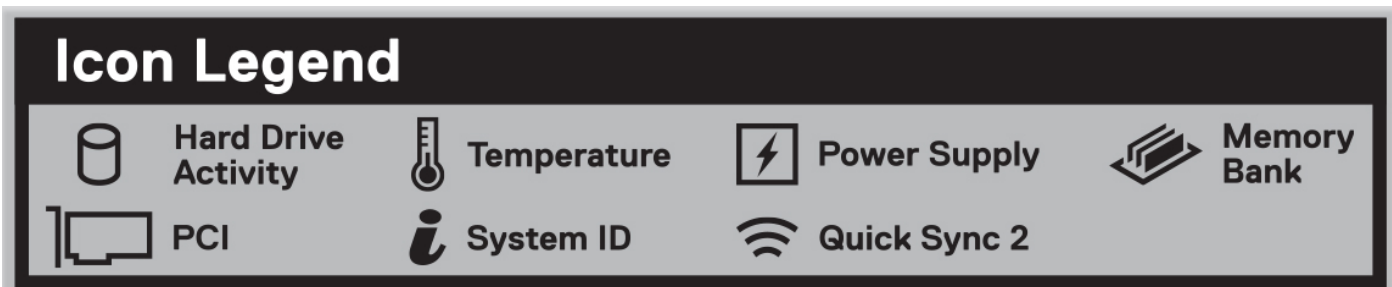 Icon Legend
Hard Drive
Activity
Temperature
Power Supply
Memory
Bank
PCI
System ID
Quick Sync 2